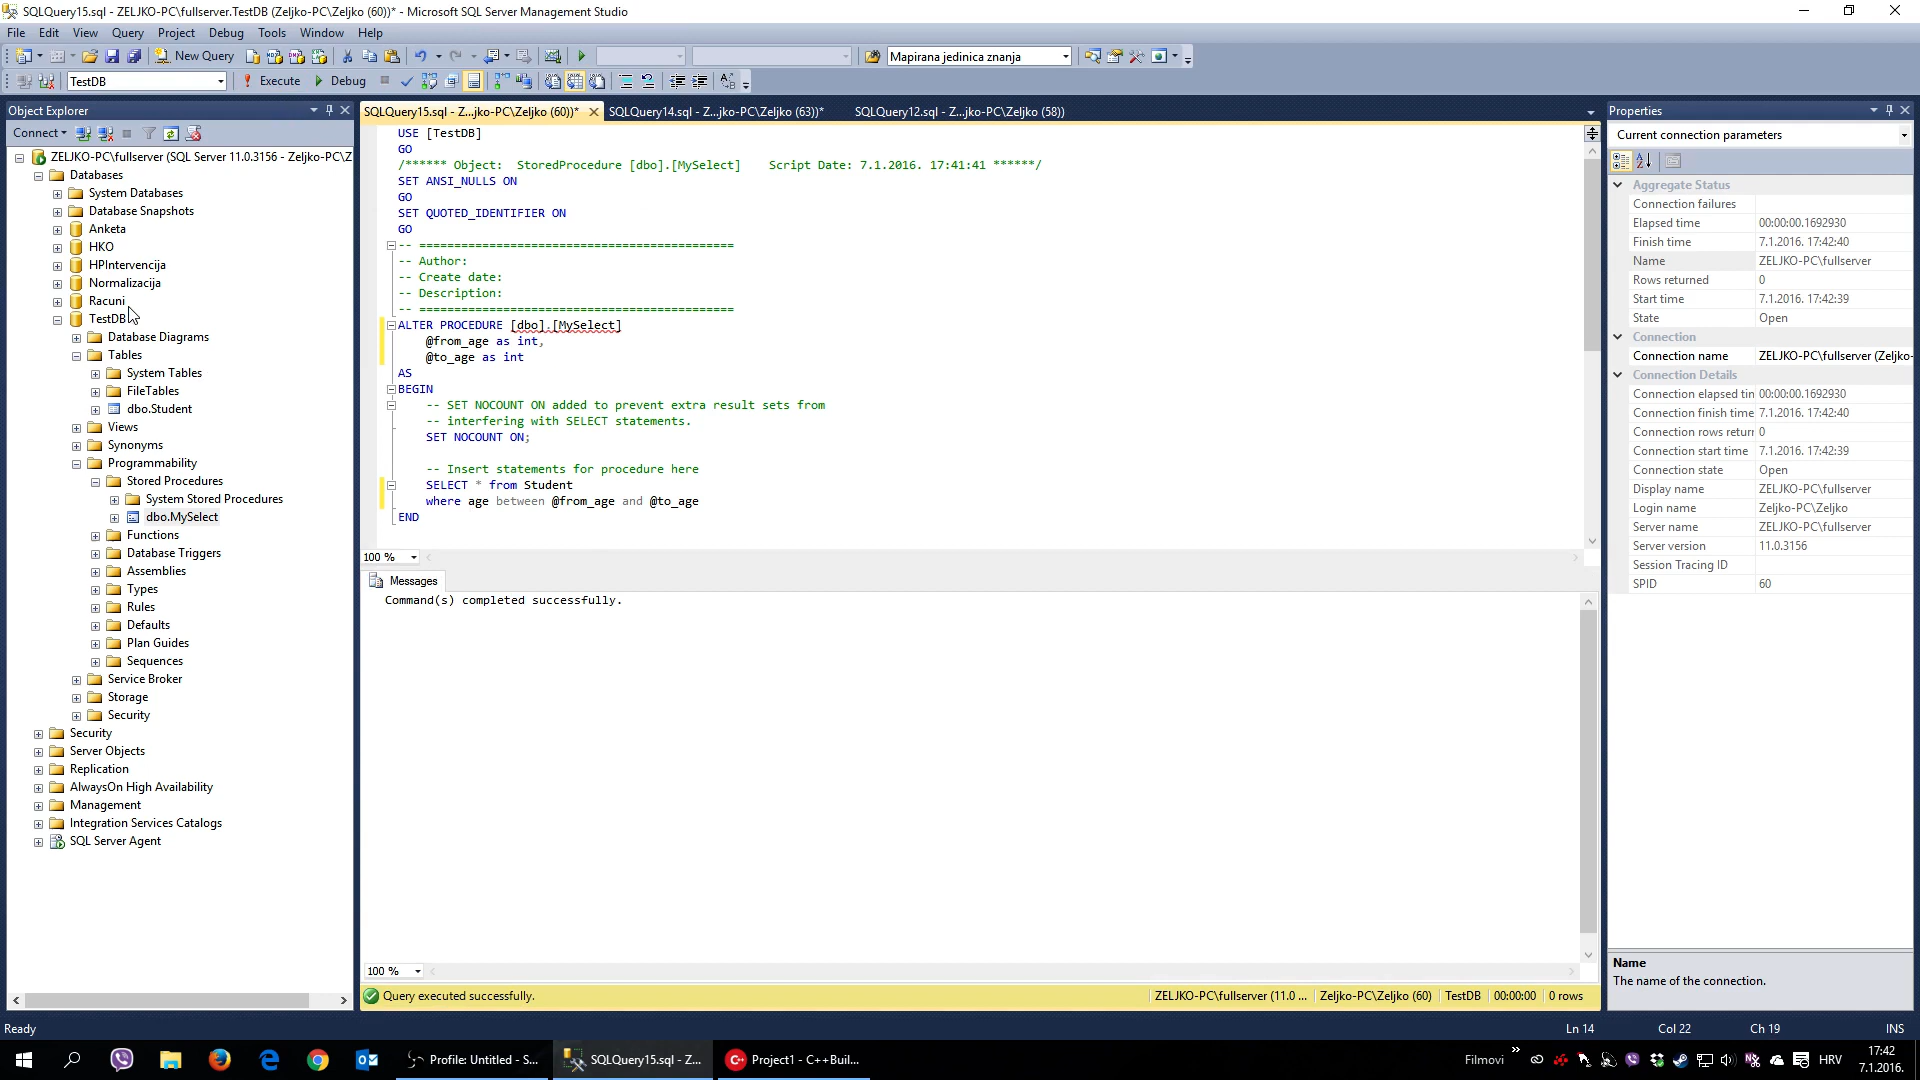 SQLQuery15.sql - ZELJKO-PC\fullserver.TestDB (Zeljko-PC\Zeljko (60))* - Microsoft SQL Server Management Studio
File Edit View Query Project Debug Tools Window Help
New Query Mapirana jedinica znanja
TestDB Execute Debug
Object Explorer
Connect
ZELJKO-PC\fullserver (SQL Server 11.0.3156 - Zeljko-PC\Z
Databases
System Databases
Database Snapshots
Anketa
HKO
HPIntervencija
Normalizacija
Racuni
TestDB
Database Diagrams
Tables
System Tables
FileTables
dbo.Student
Views
Synonyms
Programmability
Stored Procedures
System Stored Procedures
dbo.MySelect
Functions
Database Triggers
Assemblies
Types
Rules
Defaults
Plan Guides
Sequences
Service Broker
Storage
Security
Security
Server Objects
Replication
AlwaysOn High Availability
Management
Integration Services Catalogs
SQL Server Agent
SQLQuery15.sql - Z...jko-PC\Zeljko (60))* SQLQuery14.sql - Z...jko-PC\Zeljko (63))* SQLQuery12.sql - Z...jko-PC\Zeljko (58))
USE [TestDB]
GO
/****** Object: StoredProcedure [dbo].[MySelect] Script Date: 7.1.2016. 17:41:41 ******/
SET ANSI_NULLS ON
GO
SET QUOTED_IDENTIFIER ON
GO
-- =============================================
-- Author:
-- Create date:
-- Description:
-- =============================================
ALTER PROCEDURE [dbo].[MySelect]
@from_age as int,
@to_age as int
AS
BEGIN
-- SET NOCOUNT ON added to prevent extra result sets from
-- interfering with SELECT statements.
SET NOCOUNT ON;
-- Insert statements for procedure here
SELECT * from Student
where age between @from_age and @to_age
END
100 %
Messages
Command(s) completed successfully.
100 %
Query executed successfully. ZELJKO-PC\fullserver (11.0 ... Zeljko-PC\Zeljko (60) TestDB 00:00:00 0 rows
Properties
Current connection parameters
Aggregate Status
Connection failures
Elapsed time 00:00:00.1692930
Finish time 7.1.2016. 17:42:40
Name ZELJKO-PC\fullserver
Rows returned 0
Start time 7.1.2016. 17:42:39
State Open
Connection
Connection name ZELJKO-PC\fullserver (Zeljko-
Connection Details
Connection elapsed tin 00:00:00.1692930
Connection finish time 7.1.2016. 17:42:40
Connection rows returr 0
Connection start time 7.1.2016. 17:42:39
Connection state Open
Display name ZELJKO-PC\fullserver
Login name Zeljko-PC\Zeljko
Server name ZELJKO-PC\fullserver
Server version 11.0.3156
Session Tracing ID
SPID 60
Name
The name of the connection.
Ready Ln 14 Col 22 Ch 19 INS
Profile: Untitled - S... SQLQuery15.sql - Z... Project1 - C++Buil... Filmovi HRV 17:42
7.1.2016.